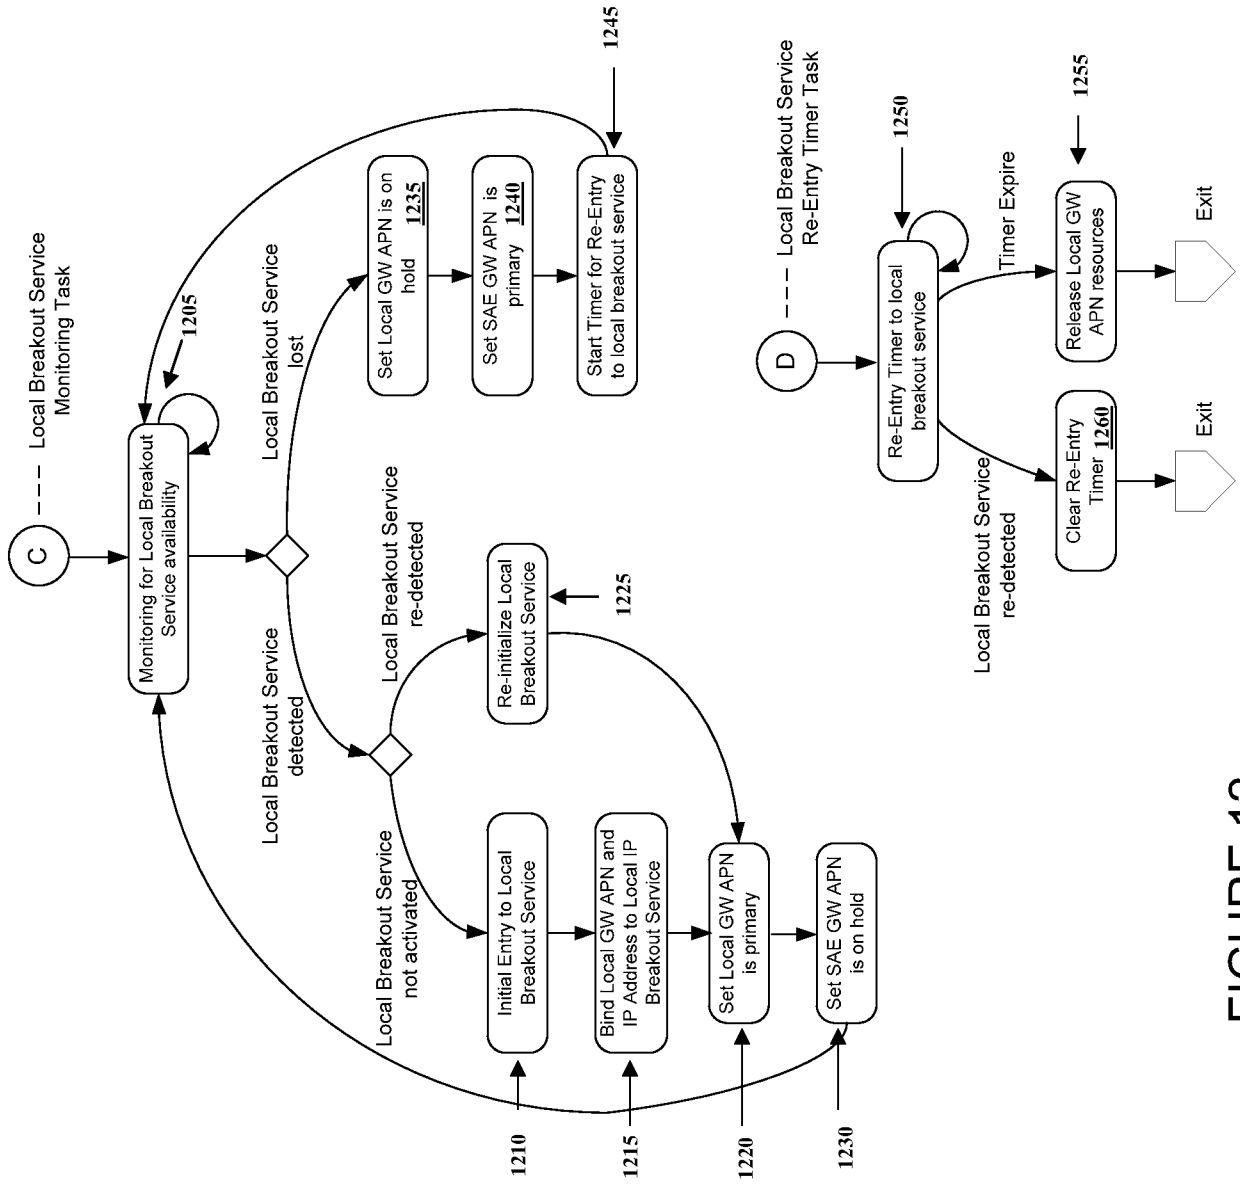 C
Local Breakout Service
Monitoring Task
Monitoring for Local Breakout
Service availability
1205
Local Breakout Service
detected
Local Breakout Service
lost
Local Breakout Service
not activated
Local Breakout Service
re-detected
Initial Entry to Local
Breakout Service
1210
Bind Local GW APN and
IP Address to Local IP
Breakout Service
1215
Re-initialize Local
Breakout Service
1225
Set Local GW APN
is primary
1220
Set SAE GW APN
is on hold
1230
Set Local GW APN is on
hold 1235
Set SAE GW APN is
primary 1240
Start Timer for Re-Entry
to local breakout service
1245
D
Local Breakout Service
Re-Entry Timer Task
Re-Entry Timer to local
breakout service
1250
Local Breakout Service
re-detected
Timer Expire
Clear Re-Entry
Timer 1260
Release Local GW
APN resources
1255
Exit
Exit
FIGURE